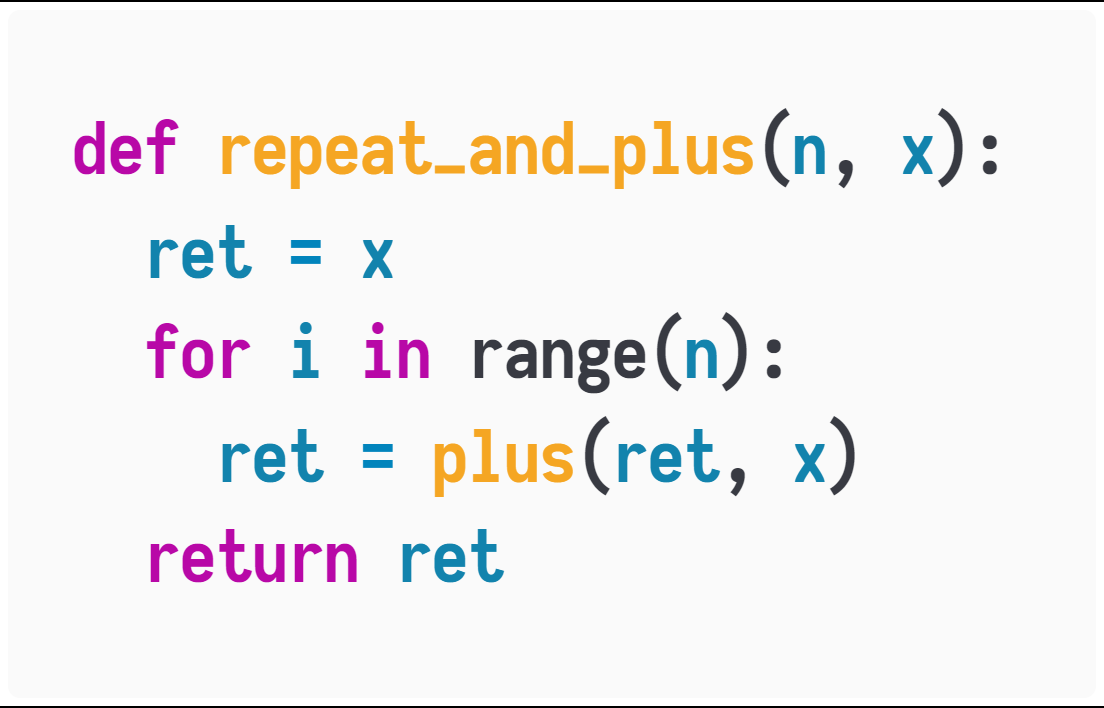 def repeat_and_plus(n, x):
  ret = x
  for i in range(n):
    ret = plus(ret, x)
  return ret